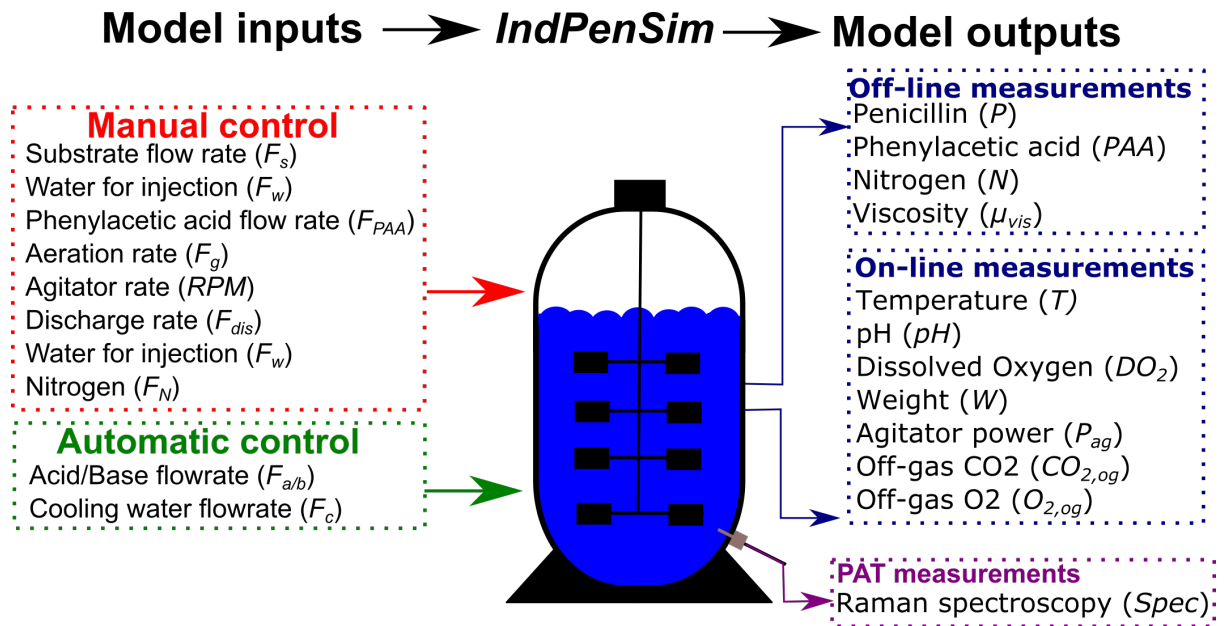 Model inputs IndPenSim Model outputs
Manual control
Substrate flow rate (Fs)
Water for injection (Fw)
Phenylacetic acid flow rate (FPAA)
Aeration rate (Fg)
Agitator rate (RPM)
Discharge rate (Fdis)
Water for injection (Fw)
Nitrogen (FN)
Automatic control
Acid/Base flowrate (Fa/b)
Cooling water flowrate (Fc)
Off-line measurements
Penicillin (P)
Phenylacetic acid (PAA)
Nitrogen (N)
Viscosity (μvis)
On-line measurements
Temperature (T)
pH (pH)
Dissolved Oxygen (DO2)
Weight (W)
Agitator power (Pag)
Off-gas CO2 (CO2,og)
Off-gas O2 (O2,og)
PAT measurements
Raman spectroscopy (Spec)